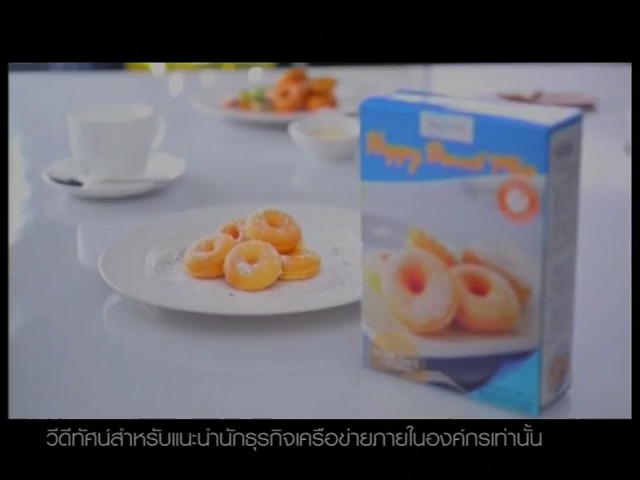 Happy Donut Mix
วีดีทัศน์สำหรับแนะนำนักธุรกิจเครือข่ายภายในองค์กรเท่านั้น